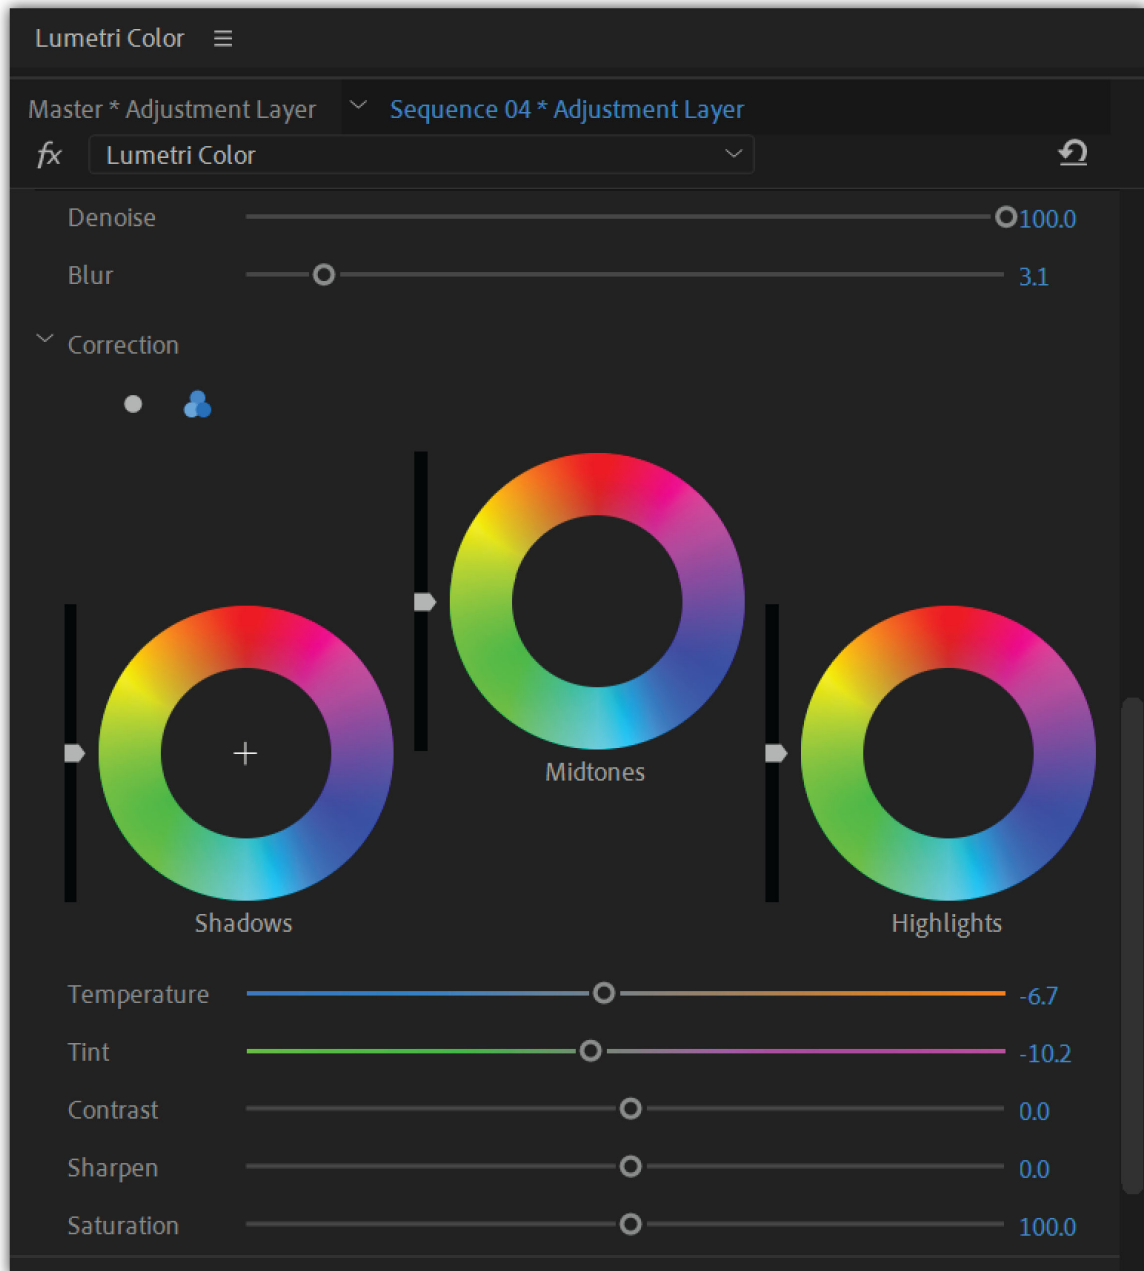 Lumetri Color
Master * Adjustment Layer Sequence 04 * Adjustment Layer
fx Lumetri Color
Denoise 100.0
Blur 3.1
Correction
Midtones
Shadows Highlights
Temperature -6.7
Tint -10.2
Contrast 0.0
Sharpen 0.0
Saturation 100.0